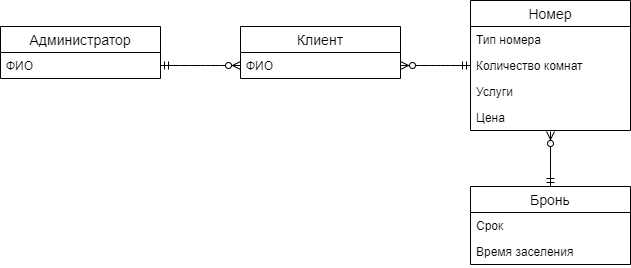 Администратор
ФИО
Клиент
ФИО
Номер
Тип номера
Количество комнат
Услуги
Цена
Бронь
Срок
Время заселения